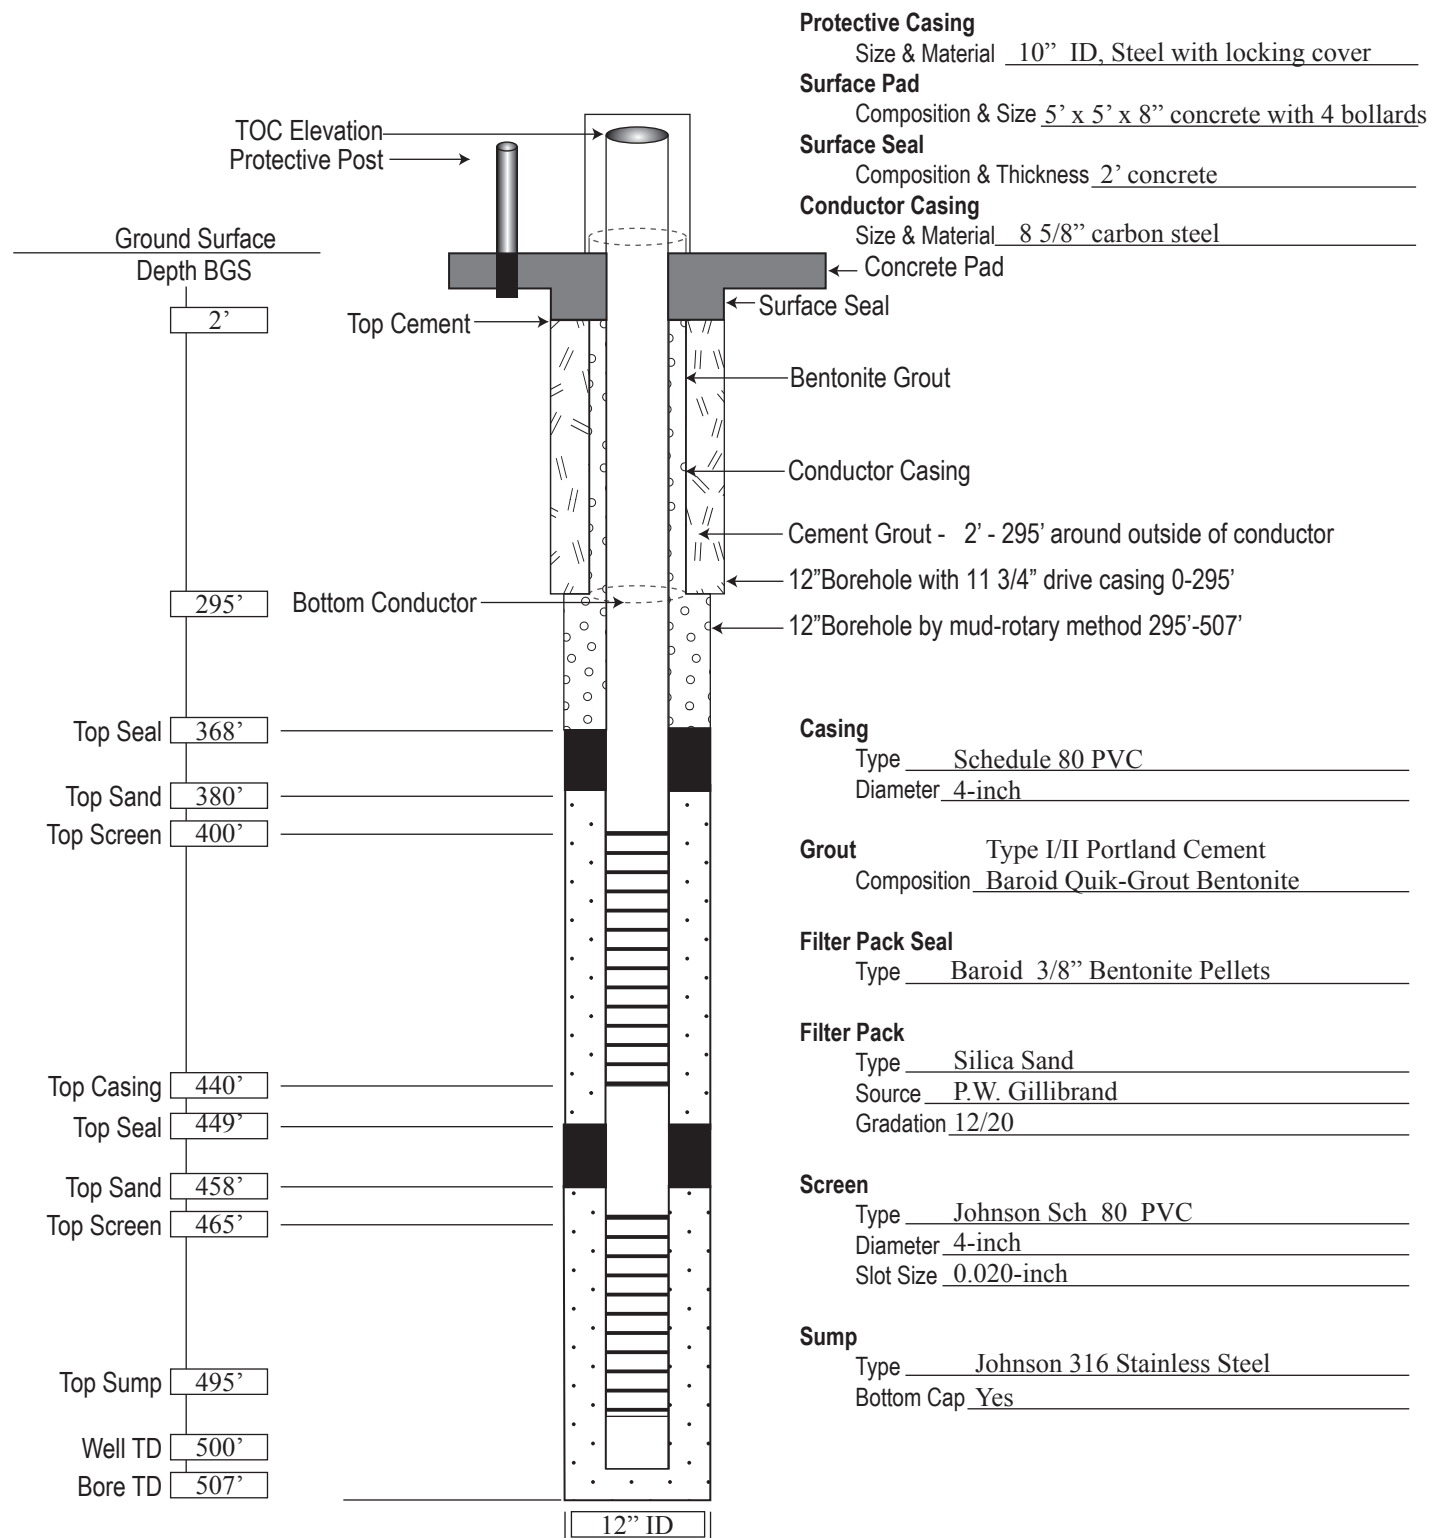 Protective Casing
Size & Material 10” ID, Steel with locking cover
Surface Pad
Composition & Size 5’ x 5’ x 8” concrete with 4 bollards
Surface Seal
Composition & Thickness 2’ concrete
Conductor Casing
Size & Material 8 5/8” carbon steel
TOC Elevation
Protective Post
Ground Surface
Depth BGS
Concrete Pad
Surface Seal
2’
Top Cement
Bentonite Grout
Conductor Casing
Cement Grout - 2’ - 295’ around outside of conductor
12”Borehole with 11 3/4” drive casing 0-295’
295’
Bottom Conductor
12”Borehole by mud-rotary method 295’-507’
Top Seal 368’
Top Sand 380’
Top Screen 400’
Top Casing 440’
Top Seal 449’
Top Sand 458’
Top Screen 465’
Top Sump 495’
Well TD 500’
Bore TD 507’
12” ID
Casing
Type Schedule 80 PVC
Diameter 4-inch
Grout Type I/II Portland Cement
Composition Baroid Quik-Grout Bentonite
Filter Pack Seal
Type Baroid 3/8” Bentonite Pellets
Filter Pack
Type Silica Sand
Source P.W. Gillibrand
Gradation 12/20
Screen
Type Johnson Sch 80 PVC
Diameter 4-inch
Slot Size 0.020-inch
Sump
Type Johnson 316 Stainless Steel
Bottom Cap Yes